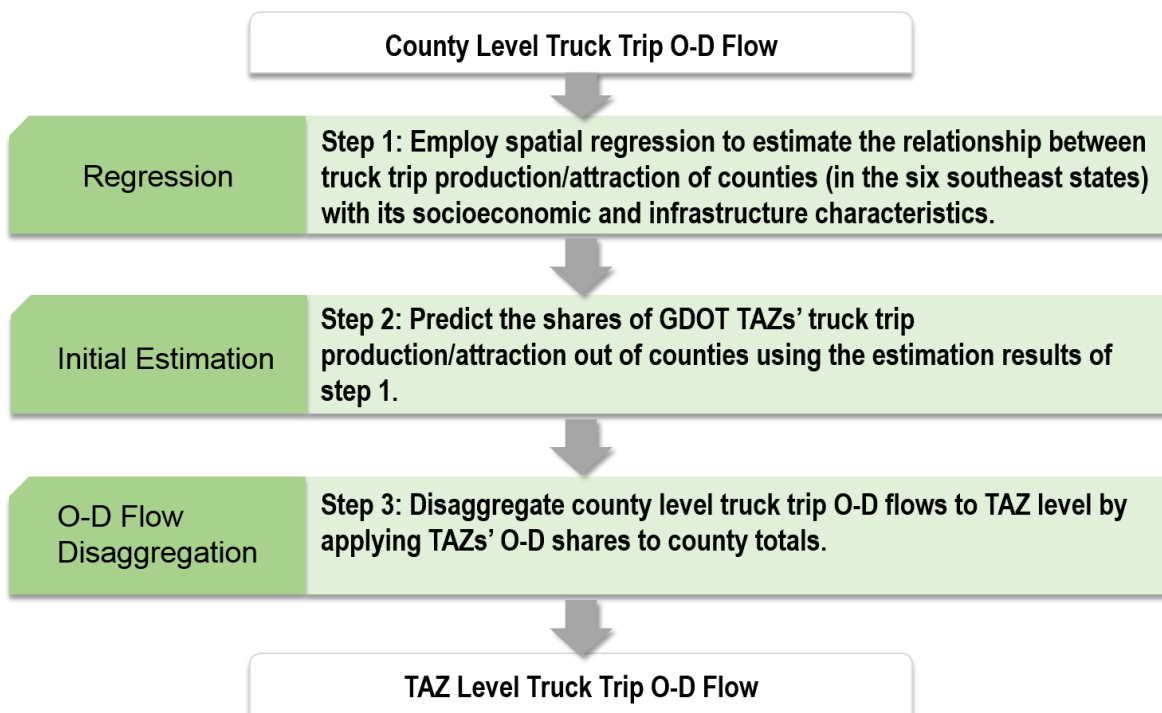 County Level Truck Trip O-D Flow
Regression
Step 1: Employ spatial regression to estimate the relationship between
truck trip production/attraction of counties (in the six southeast states)
with its socioeconomic and infrastructure characteristics.
Initial Estimation
Step 2: Predict the shares of GDOT TAZs’ truck trip
production/attraction out of counties using the estimation results of
step 1.
O-D Flow
Disaggregation
Step 3: Disaggregate county level truck trip O-D flows to TAZ level by
applying TAZs’ O-D shares to county totals.
TAZ Level Truck Trip O-D Flow